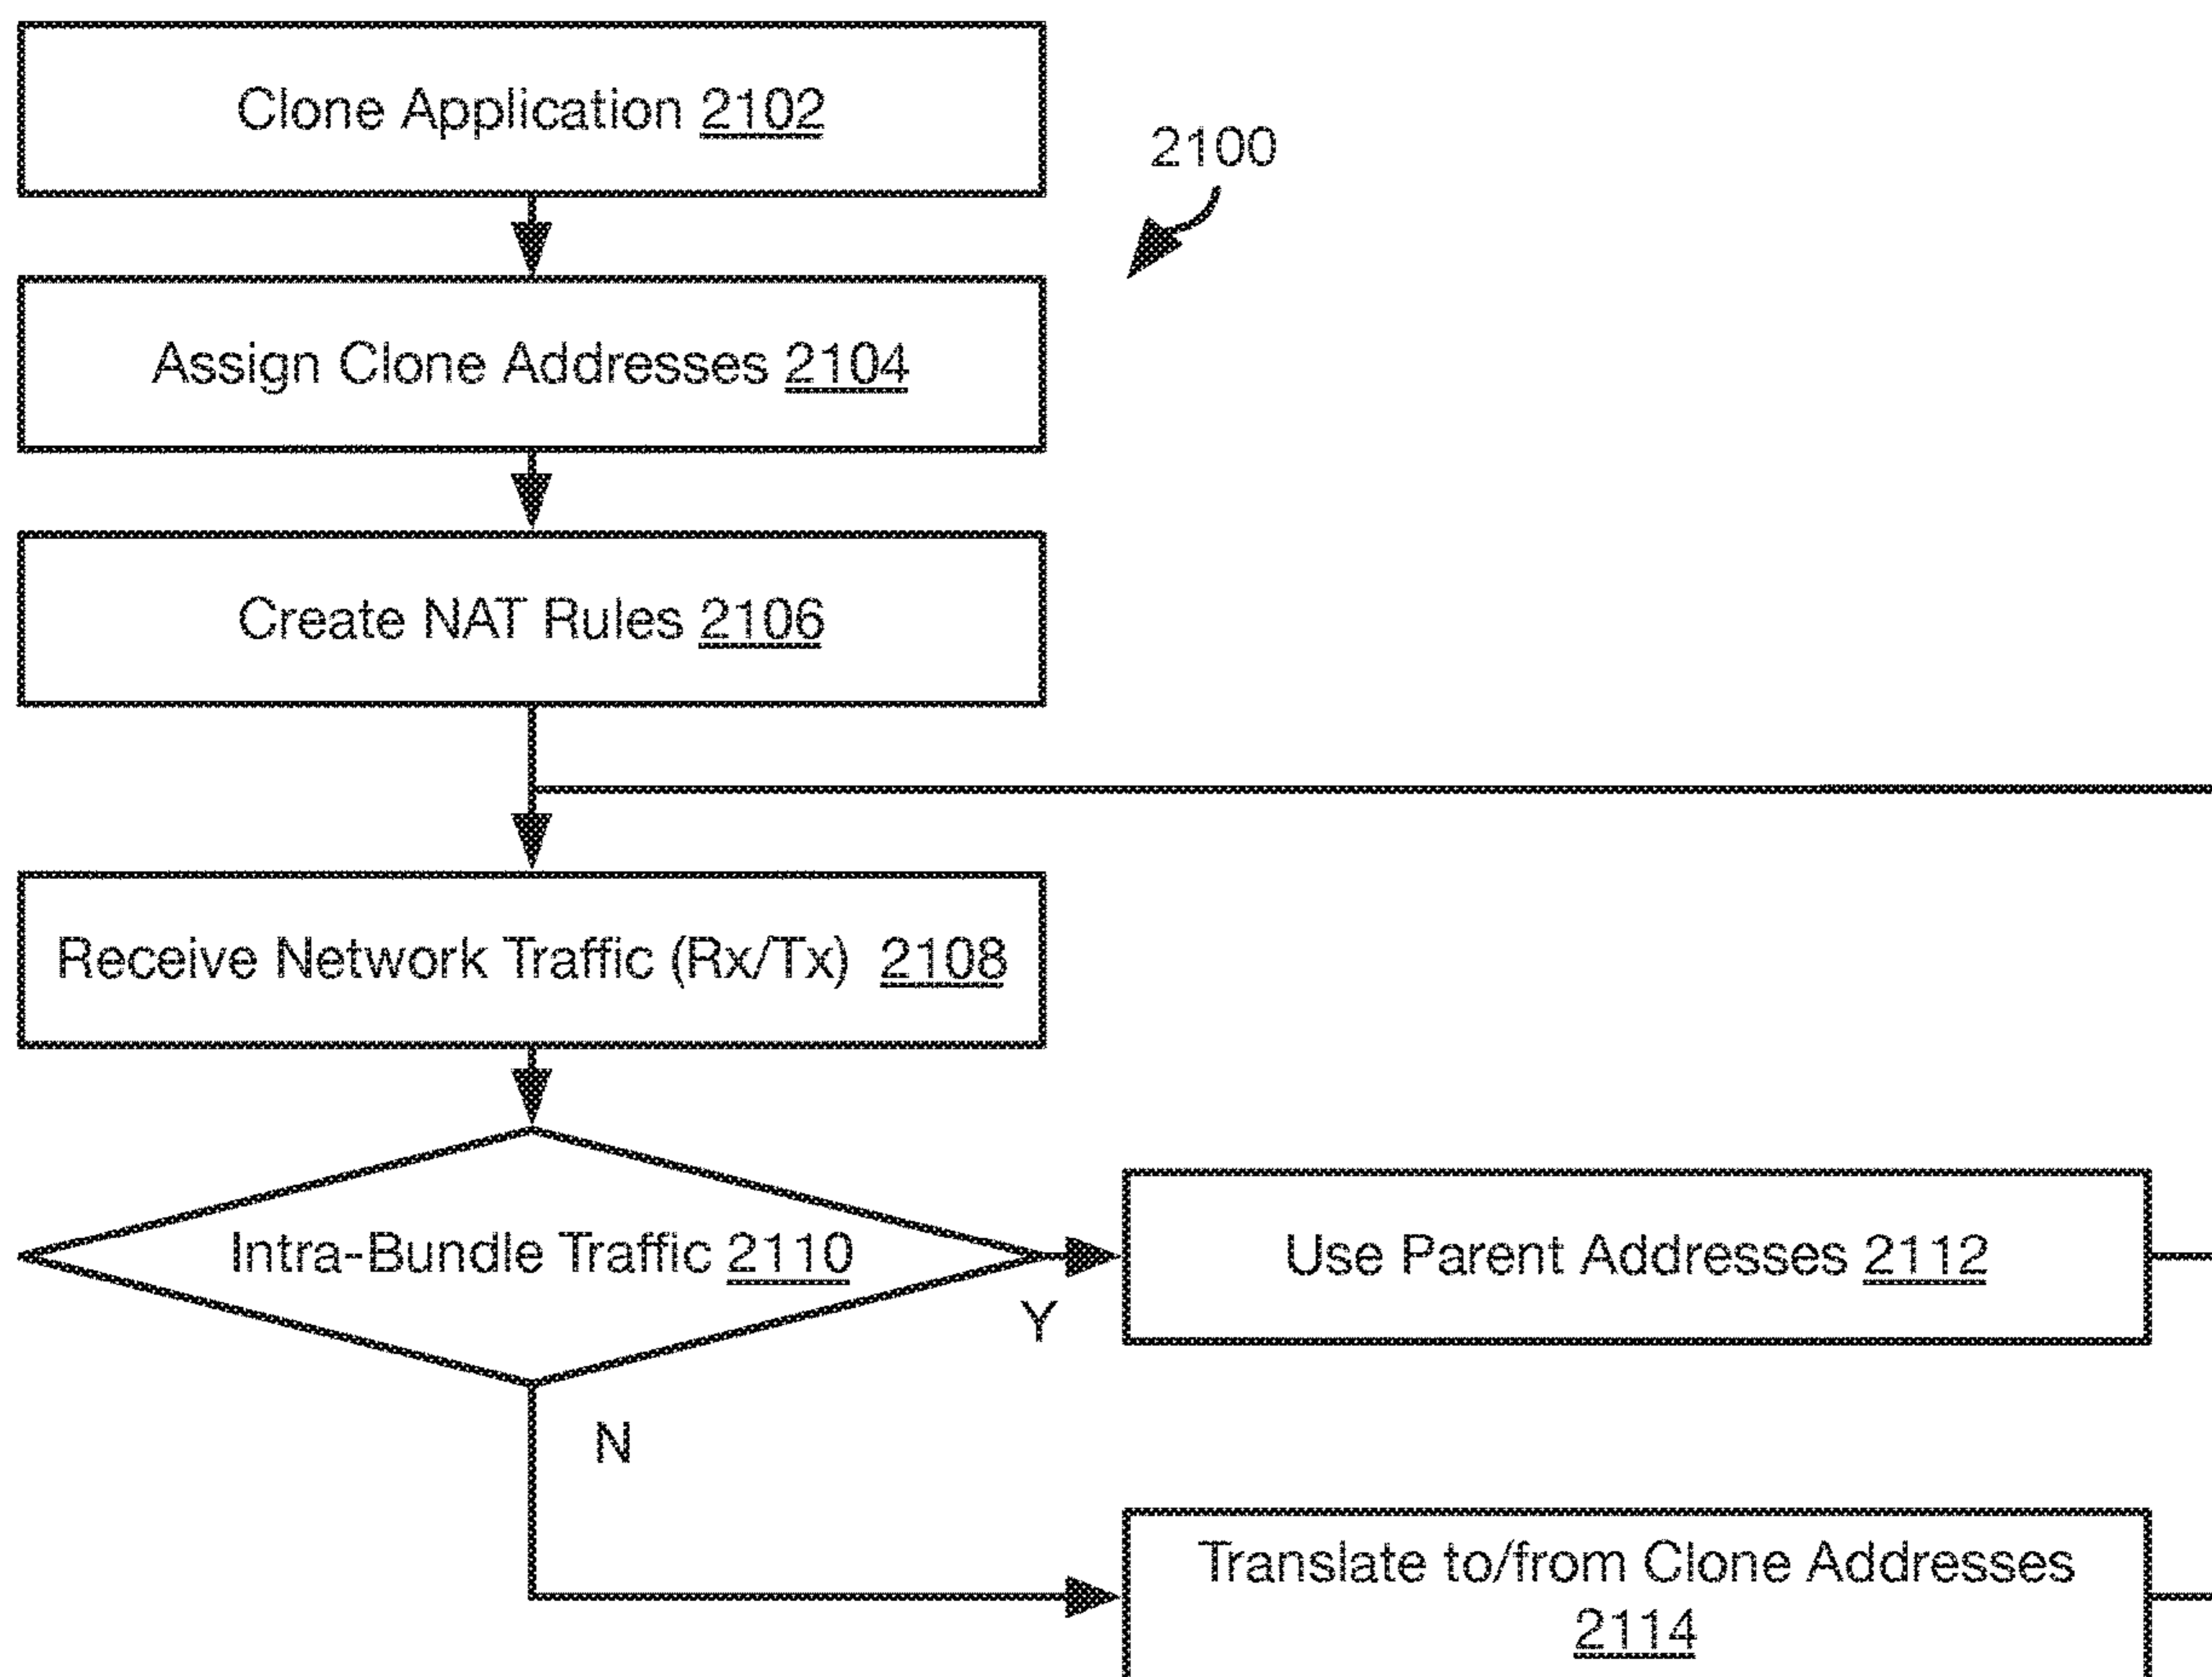 Clone Application 2102
2100
Assign Clone Addresses 2104
Create NAT Rules 2106
Receive Network Traffic (Rx/Tx) 2108
Intra-Bundle Traffic 2110
Use Parent Addresses 2112
Y
N
Translate to/from Clone Addresses
2114